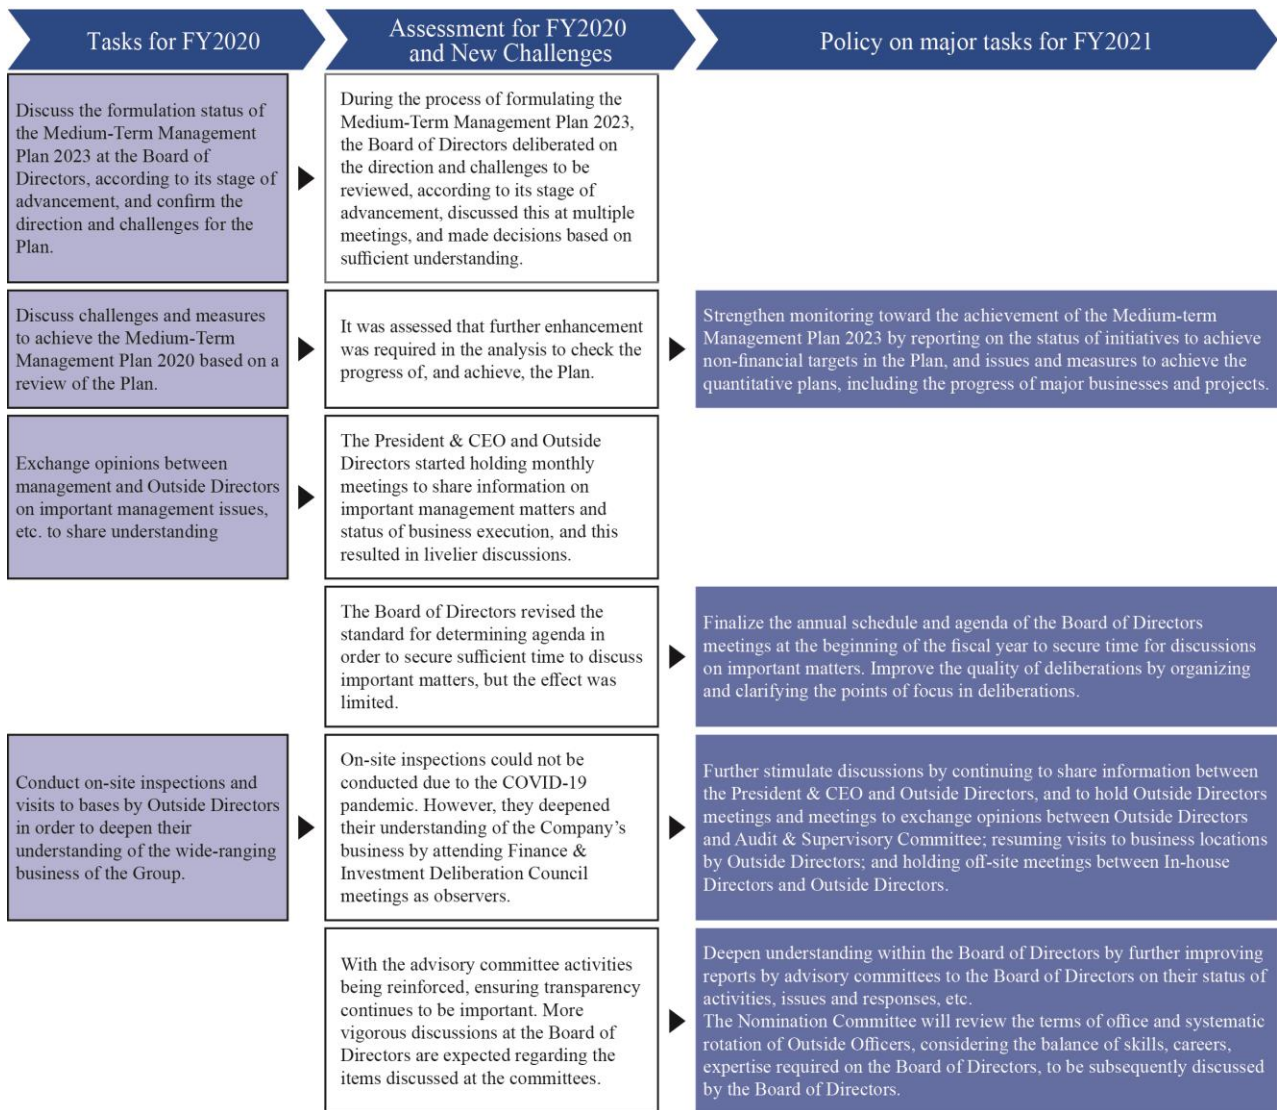 Tasks for FY2020
Assessment for FY2020
and New Challenges
Policy on major tasks for FY2021
Discuss the formulation status of
the Medium-Term Management
Plan 2023 at the Board of
Directors, according to its stage of
advancement, and confirm the
direction and challenges for the
Plan.
During the process of formulating the
Medium-Term Management Plan 2023,
the Board of Directors deliberated on
the direction and challenges to be
reviewed, according to its stage of
advancement, discussed this at multiple
meetings, and made decisions based on
sufficient understanding.
Discuss challenges and measures
to achieve the Medium-Term
Management Plan 2020 based on a
review of the Plan.
It was assessed that further enhancement
was required in the analysis to check the
progress of, and achieve, the Plan.
Strengthen monitoring toward the achievement of the Medium-term
Management Plan 2023 by reporting on the status of initiatives to achieve
non-financial targets in the Plan, and issues and measures to achieve the
quantitative plans, including the progress of major businesses and projects.
Exchange opinions between
management and Outside Directors
on important management issues,
etc. to share understanding
The President & CEO and Outside
Directors started holding monthly
meetings to share information on
important management matters and
status of business execution, and this
resulted in livelier discussions.
The Board of Directors revised the
standard for determining agenda in
order to secure sufficient time to discuss
important matters, but the effect was
limited.
Finalize the annual schedule and agenda of the Board of Directors
meetings at the beginning of the fiscal year to secure time for discussions
on important matters. Improve the quality of deliberations by organizing
and clarifying the points of focus in deliberations.
Conduct on-site inspections and
visits to bases by Outside Directors
in order to deepen their
understanding of the wide-ranging
business of the Group.
On-site inspections could not be
conducted due to the COVID-19
pandemic. However, they deepened
their understanding of the Company's
business by attending Finance &
Investment Deliberation Council
meetings as observers.
Further stimulate discussions by continuing to share information between
the President & CEO and Outside Directors, and to hold Outside Directors
meetings and meetings to exchange opinions between Outside Directors
and Audit & Supervisory Committee; resuming visits to business locations
by Outside Directors; and holding off-site meetings between In-house
Directors and Outside Directors.
With the advisory committee activities
being reinforced, ensuring transparency
continues to be important. More
vigorous discussions at the Board of
Directors are expected regarding the
items discussed at the committees.
Deepen understanding within the Board of Directors by further improving
reports by advisory committees to the Board of Directors on their status of
activities, issues and responses, etc.
The Nomination Committee will review the terms of office and systematic
rotation of Outside Officers, considering the balance of skills, careers,
expertise required on the Board of Directors, to be subsequently discussed
by the Board of Directors.